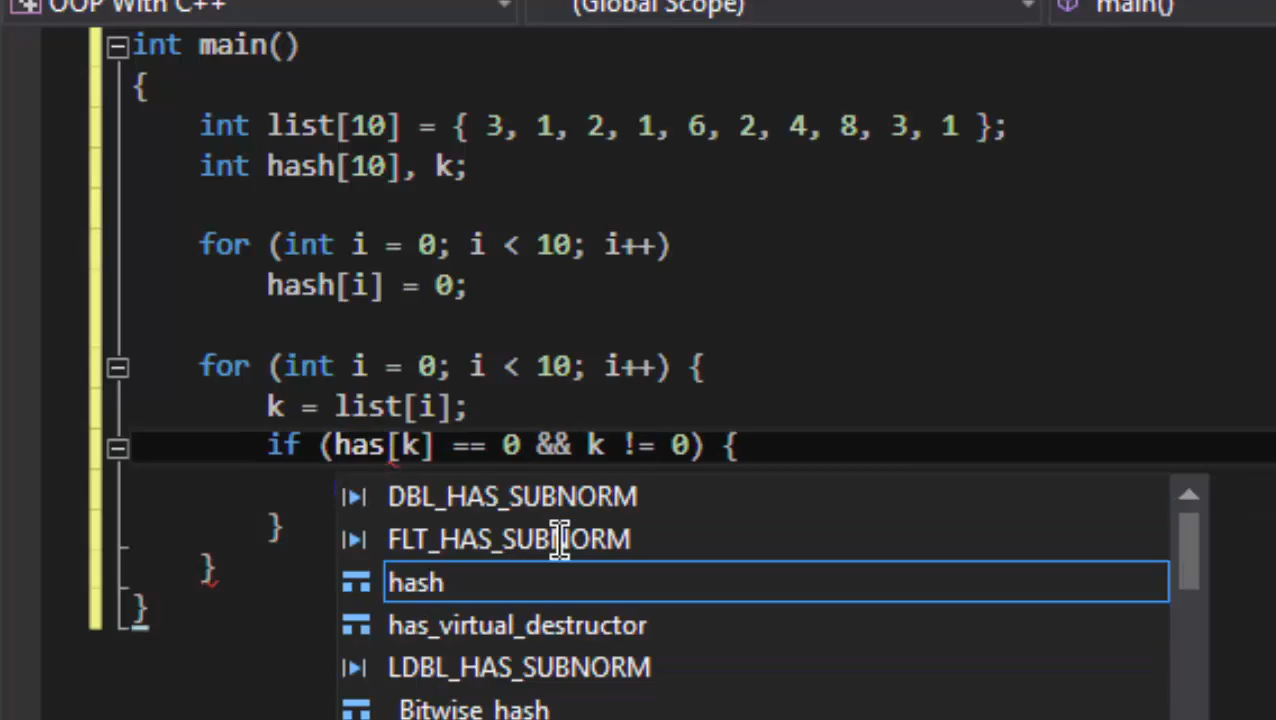 OOP With C++ (Global Scope) main()
int main()
{
int list[10] = { 3, 1, 2, 1, 6, 2, 4, 8, 3, 1 };
int hash[10], k;
for (int i = 0; i < 10; i++)
hash[i] = 0;
for (int i = 0; i < 10; i++) {
k = list[i];
if (has[k] == 0 && k != 0) {
DBL_HAS_SUBNORM
FLT_HAS_SUBNORM
}
}
hash
}
has_virtual_destructor
LDBL_HAS_SUBNORM
_Bitwise_hash